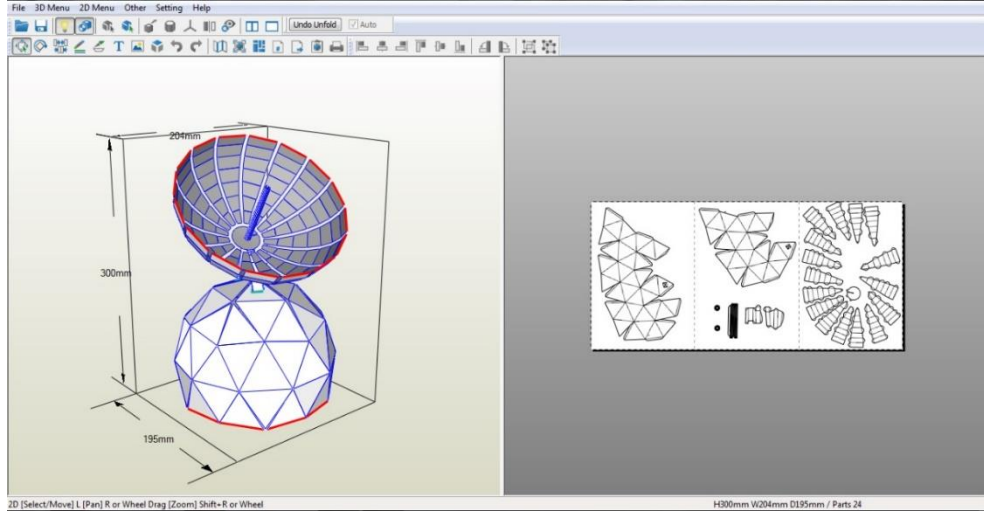 File 3D Menu 2D Menu Other Setting Help
Undo Unfold Auto
T
204mm
300mm
195mm
2D [Select/Move] L [Pan] R or Wheel Drag [Zoom] Shift+R or Wheel
H300mm W204mm D195mm / Parts 24